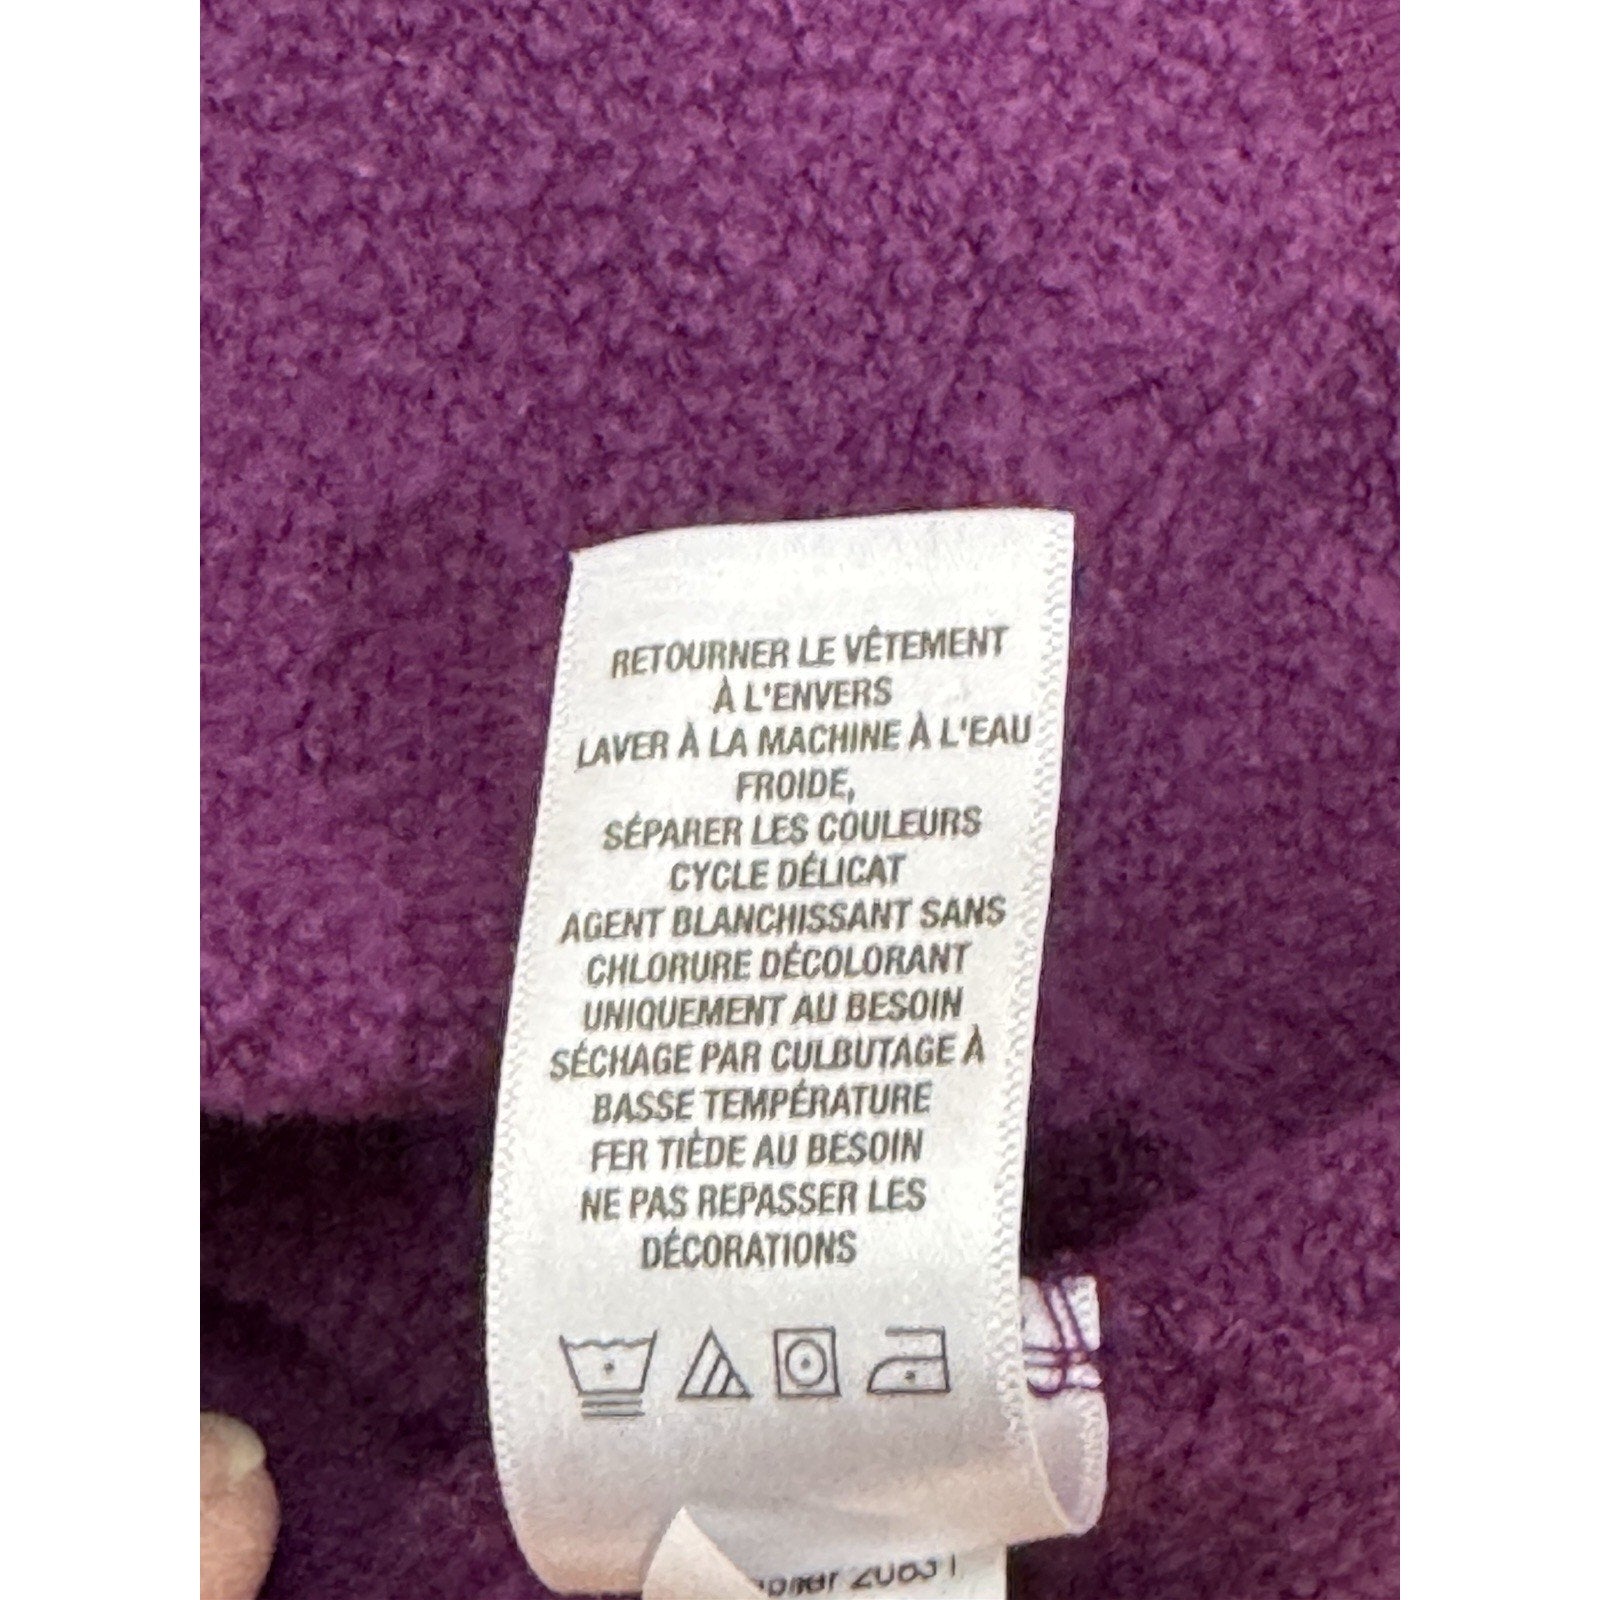 RETOURNER LE VÊTEMENT
À L'ENVERS
LAVER À LA MACHINE À L'EAU
FROIDE,
SÉPARER LES COULEURS
CYCLE DÉLICAT
AGENT BLANCHISSANT SANS
CHLORURE DÉCOLORANT
UNIQUEMENT AU BESOIN
SÉCHAGE PAR CULBUTAGE À
BASSE TEMPÉRATURE
FER TIÈDE AU BESOIN
NE PAS REPASSER LES
DÉCORATIONS